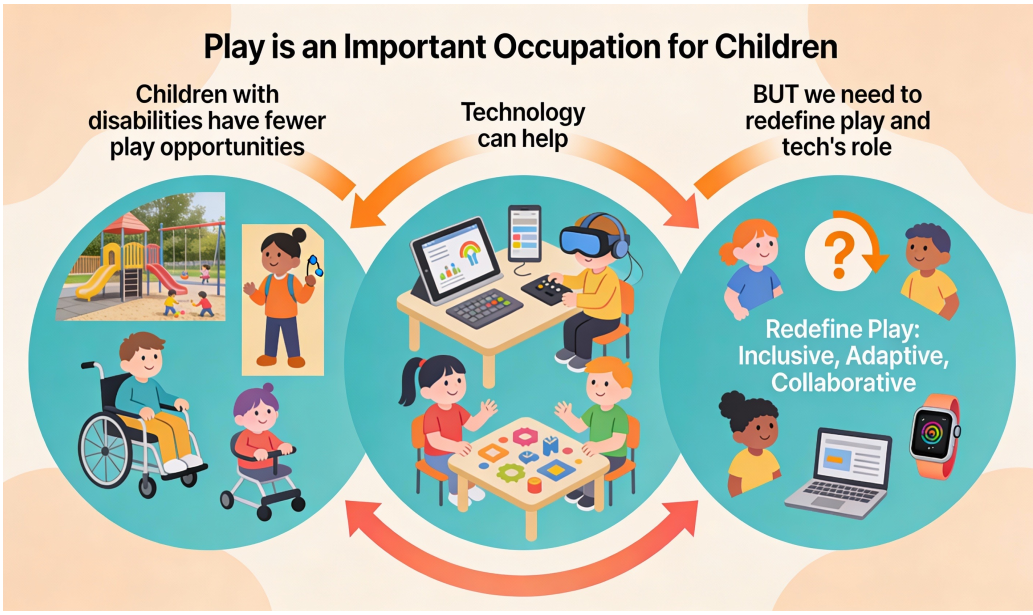 Play is an Important Occupation for Children
Children with
disabilities have fewer
play opportunities
Technology
can help
BUT we need to
redefine play and
tech's role
?
Redefine Play:
Inclusive, Adaptive,
Collaborative